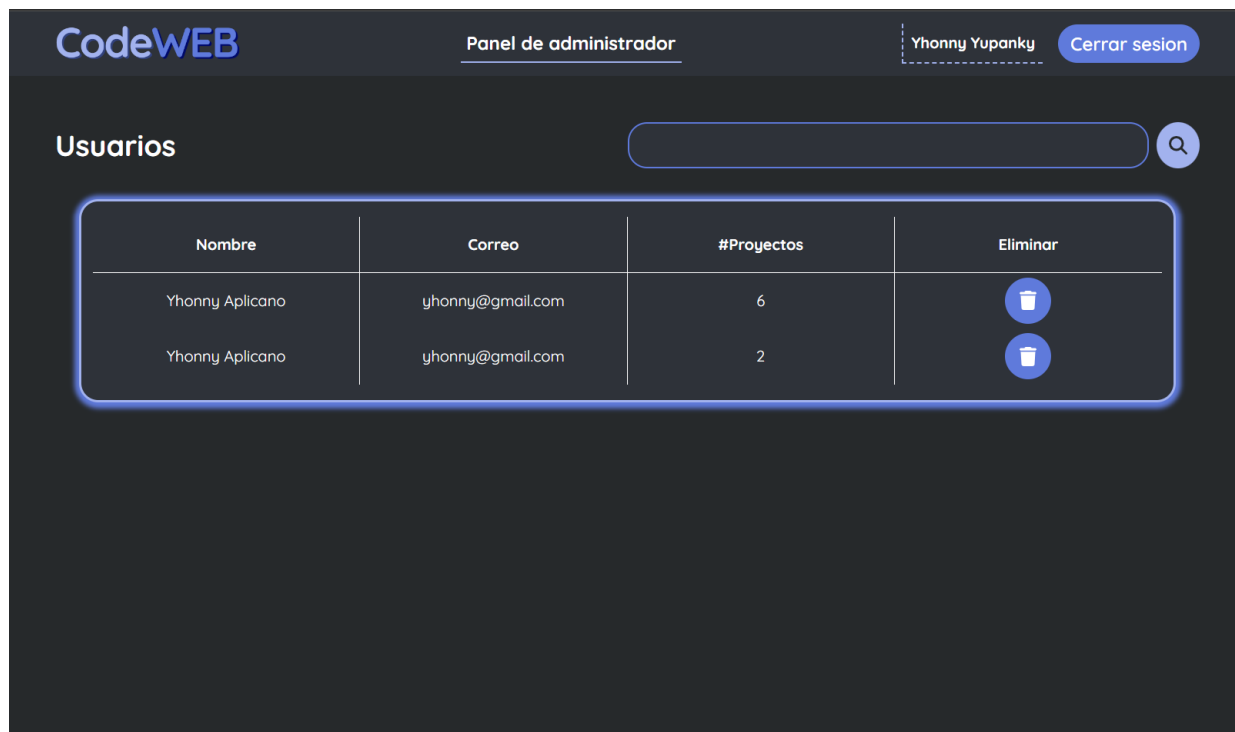 CodeWEB
Panel de administrador
Yhonny Yupanky
Cerrar sesion
Usuarios
Nombre Correo #Proyectos Eliminar
Yhonny Aplicano yhonny@gmail.com 6
Yhonny Aplicano yhonny@gmail.com 2